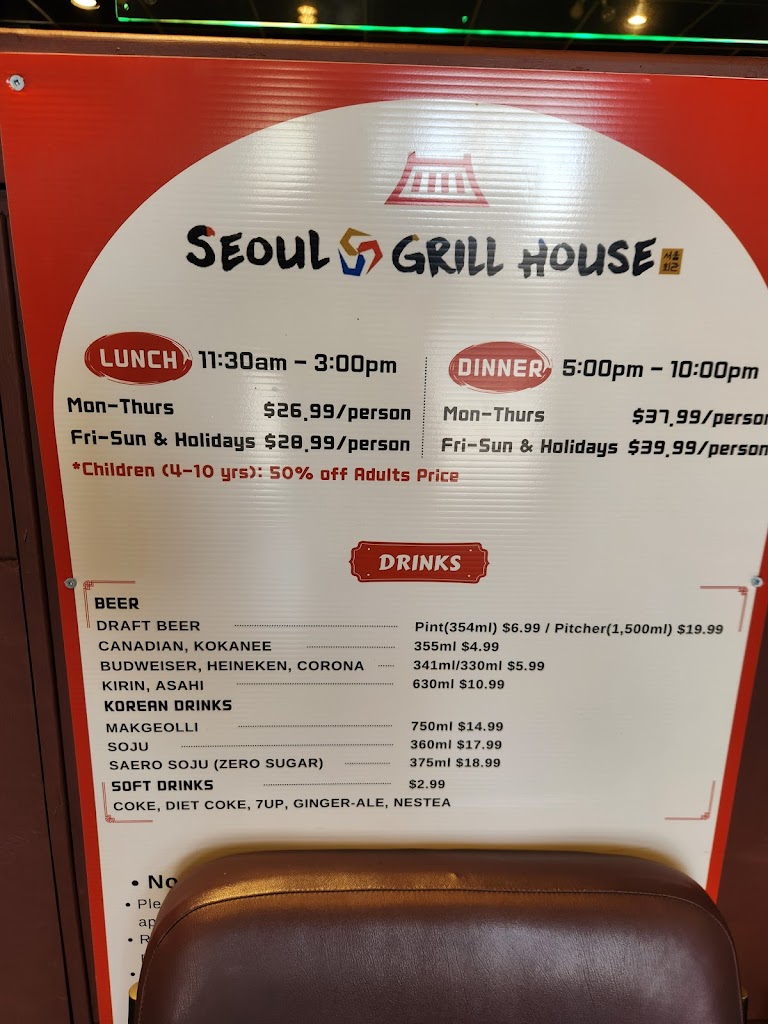 SEOUL GRILL HOUSE 서울 회관
LUNCH 11:30am - 3:00pm
Mon-Thurs $26.99/person
Fri-Sun & Holidays $28.99/person
*Children (4-10 yrs): 50% off Adults Price
DINNER 5:00pm - 10:00pm
Mon-Thurs $37.99/person
Fri-Sun & Holidays $39.99/person
DRINKS
BEER
DRAFT BEER Pint(354ml) $6.99 / Pitcher(1,500ml) $19.99
CANADIAN, KOKANEE 355ml $4.99
BUDWEISER, HEINEKEN, CORONA 341ml/330ml $5.99
KIRIN, ASAHI 630ml $10.99
KOREAN DRINKS
MAKGEOLLI 750ml $14.99
SOJU 360ml $17.99
SAERO SOJU (ZERO SUGAR) 375ml $18.99
SOFT DRINKS $2.99
COKE, DIET COKE, 7UP, GINGER-ALE, NESTEA